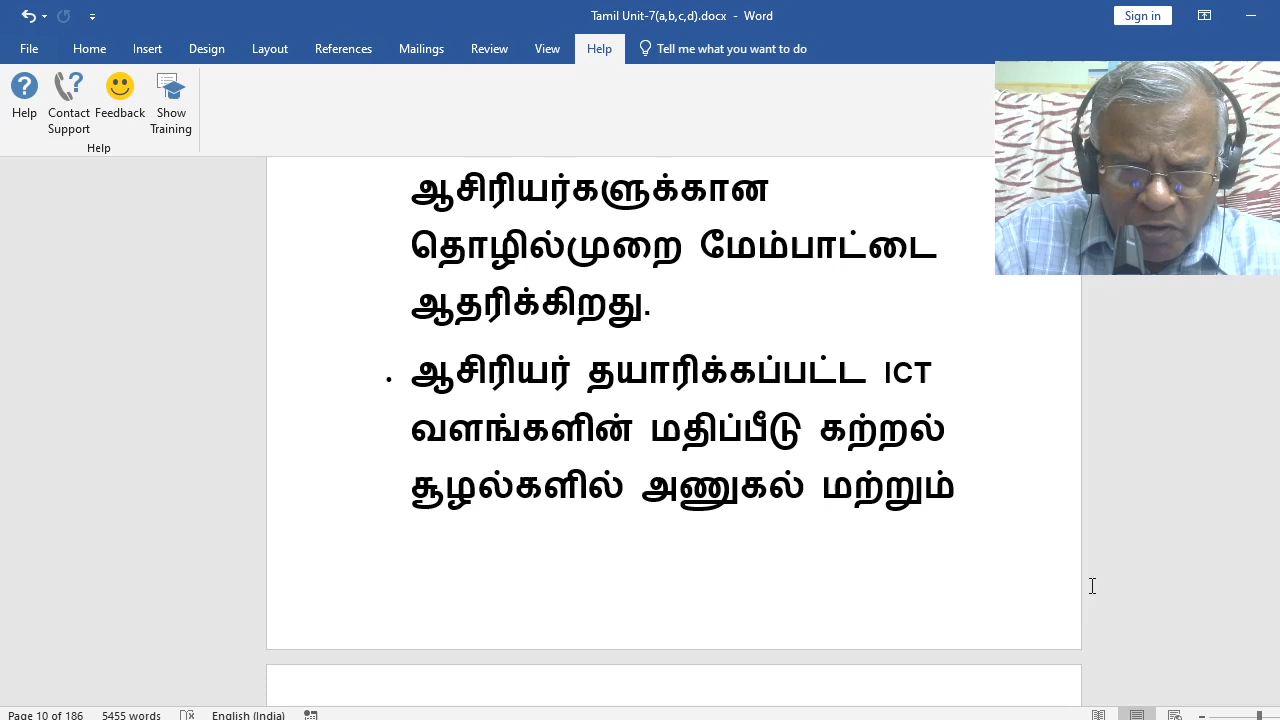 Tamil Unit-7(a,b,c,d).docx - Word
Sign in
File Home Insert Design Layout References Mailings Review View Help Tell me what you want to do
Help Contact Support Feedback Show Training
Help
ஆசிரியர்களுக்கான
தொழில்முறை மேம்பாட்டை
ஆதரிக்கிறது.
• ஆசிரியர் தயாரிக்கப்பட்ட ICT
வளங்களின் மதிப்பீடு கற்றல்
சூழல்களில் அணுகல் மற்றும்
Page 10 of 186 5455 words English (India)